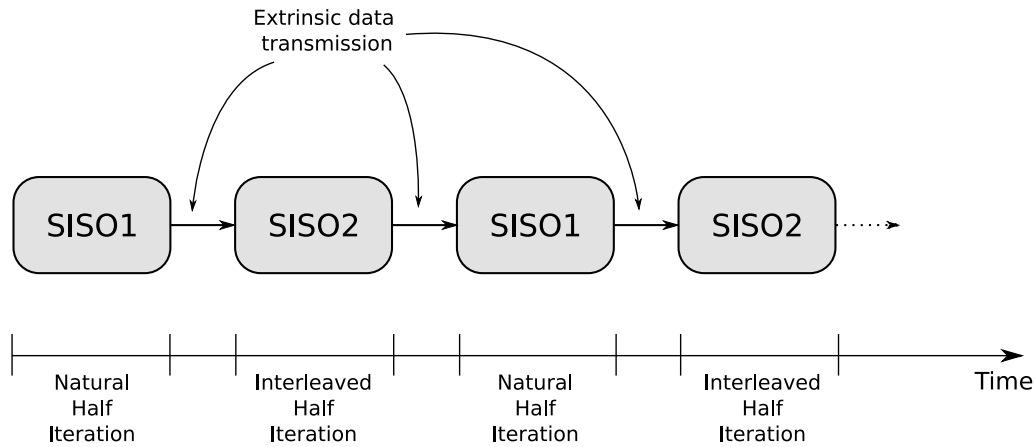 Extrinsic data
transmission
SISO1
SISO2
SISO1
SISO2
Natural
Half
Iteration
Interleaved
Half
Iteration
Natural
Half
Iteration
Interleaved
Half
Iteration
Time